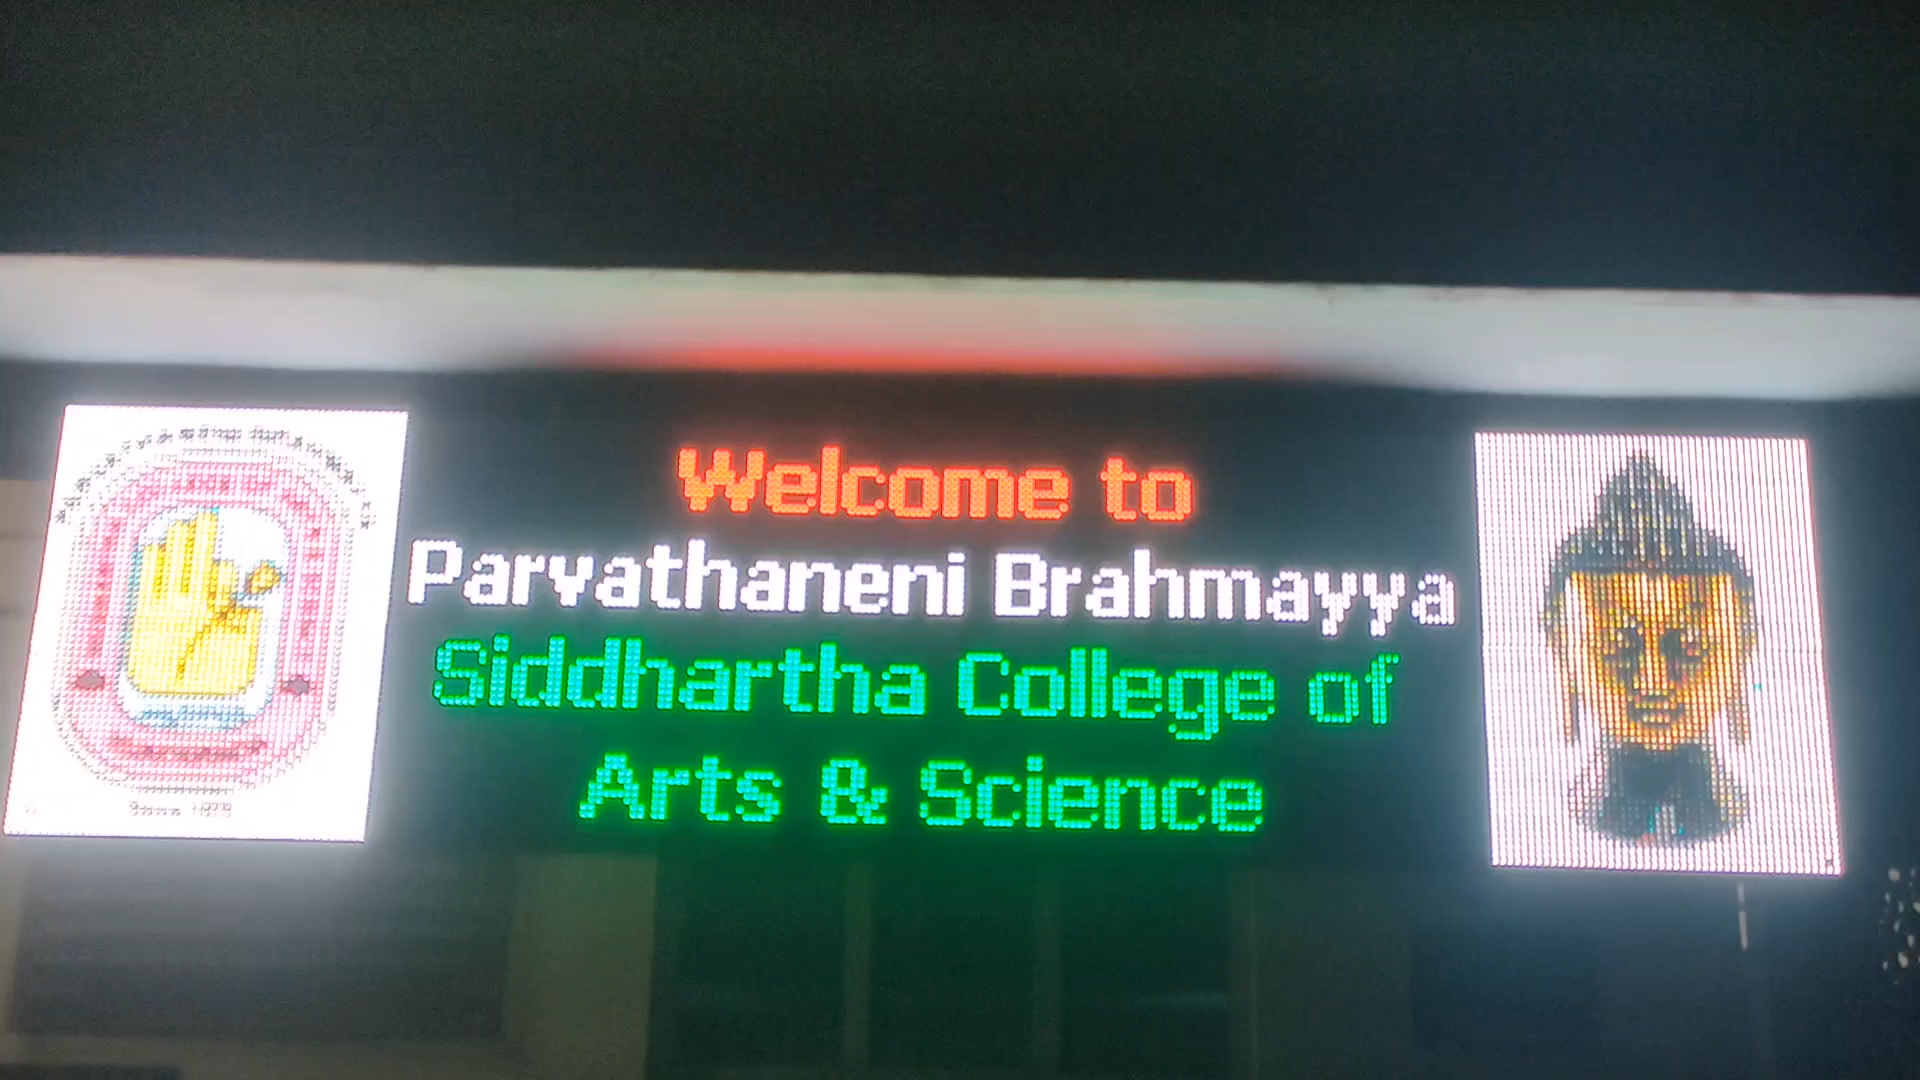 Welcome to
Parvathaneni Brahmayya
Siddhartha College of
Arts & Science